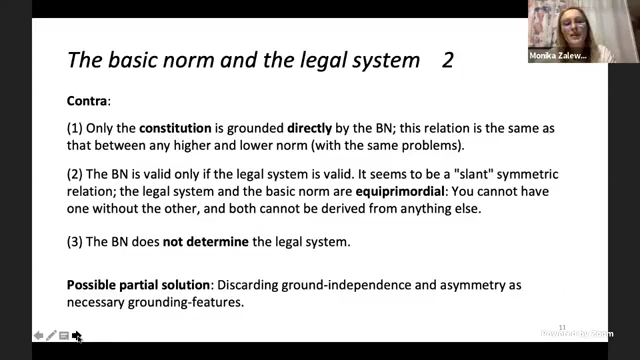 The basic norm and the legal system 2
Monika Zalew...
Contra:
(1) Only the constitution is grounded directly by the BN; this relation is the same as
that between any higher and lower norm (with the same problems).
(2) The BN is valid only if the legal system is valid. It seems to be a "slant" symmetric
relation; the legal system and the basic norm are equiprimordial: You cannot have
one without the other, and both cannot be derived from anything else.
(3) The BN does not determine the legal system.
Possible partial solution: Discarding ground-independence and asymmetry as
necessary grounding-features.
11
Powered by Zoom